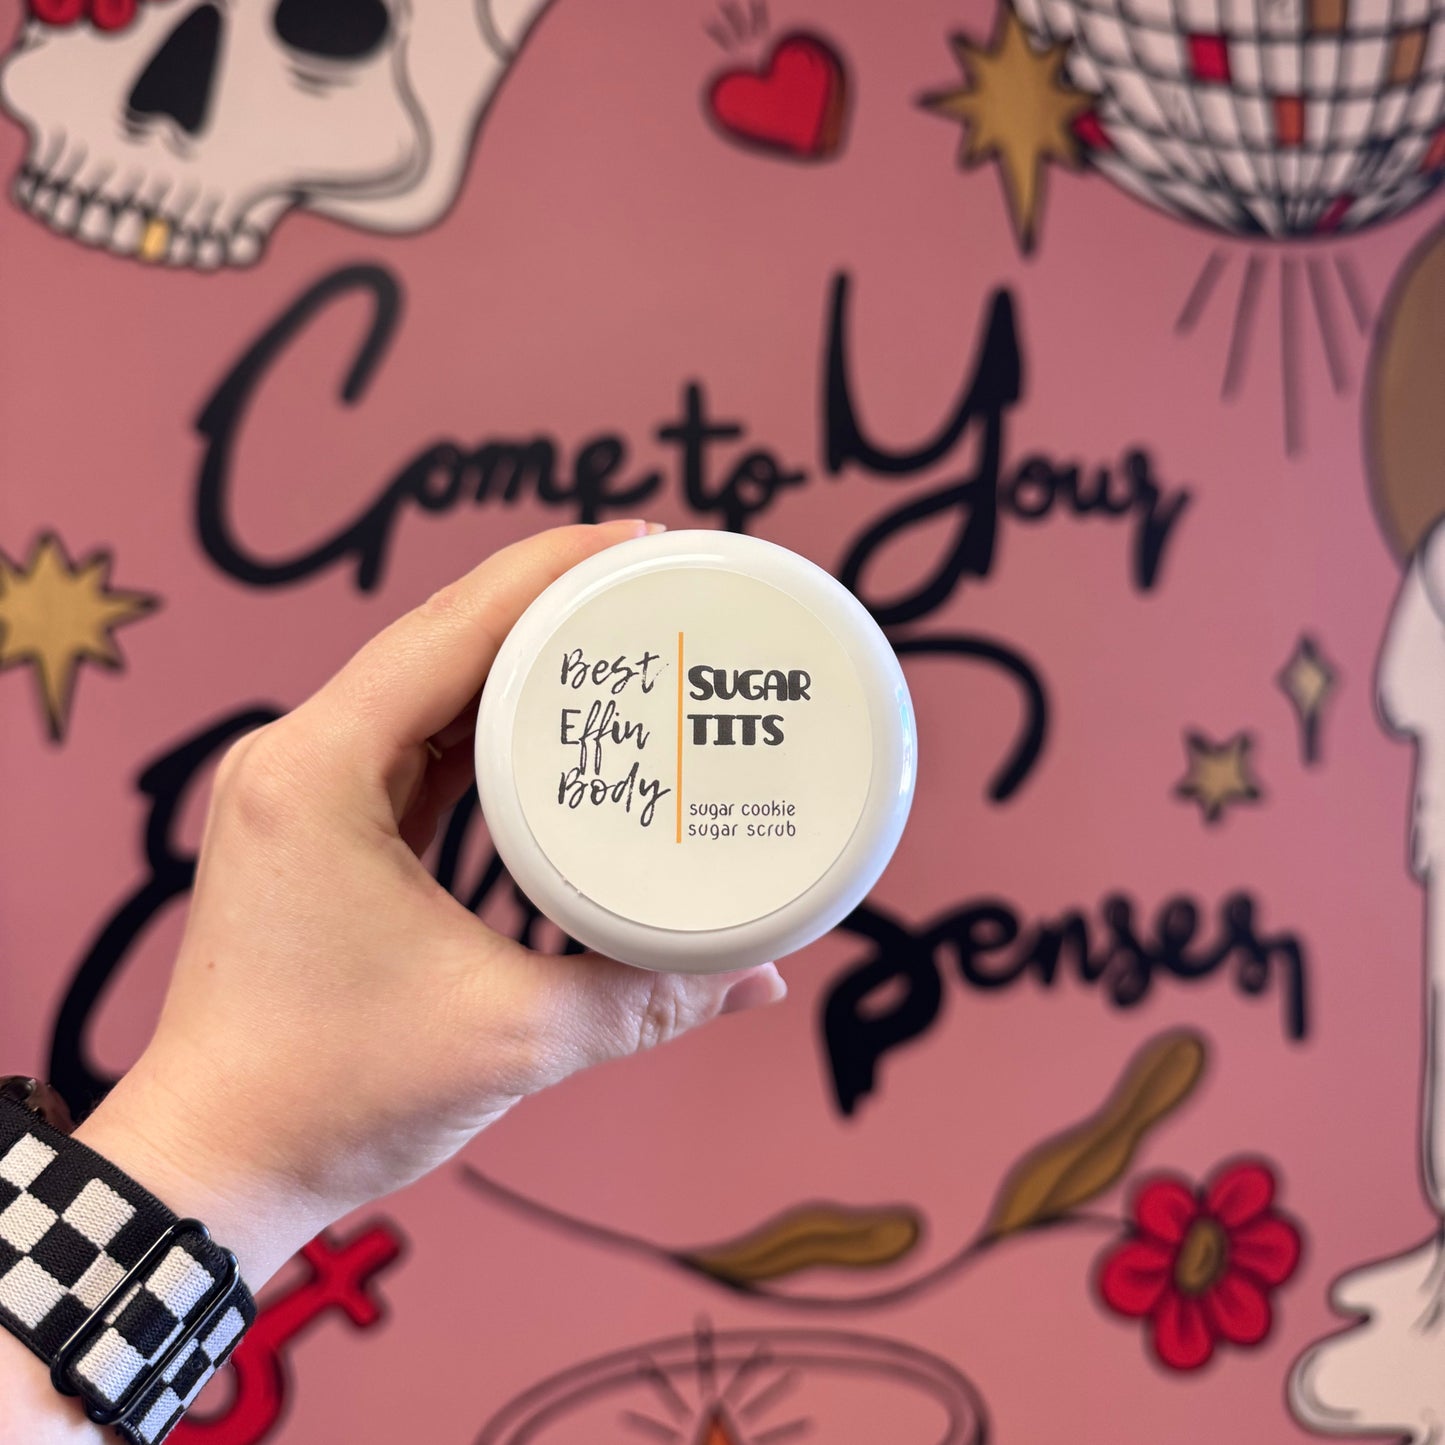 Come to Your
Senses
Best
Effin
Body
SUGAR
TITS
sugar cookie
sugar scrub